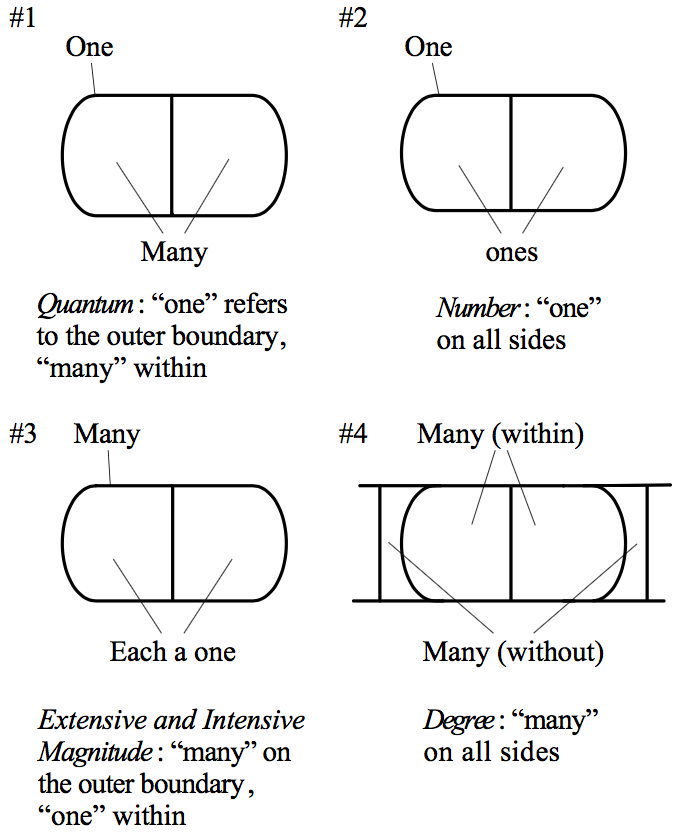 #1
One
Many
Quantum: “one” refers
to the outer boundary,
“many” within
#2
One
ones
Number: “one”
on all sides
#3 Many
Each a one
Extensive and Intensive
Magnitude: “many” on
the outer boundary,
“one” within
#4 Many (within)
Many (without)
Degree: “many”
on all sides